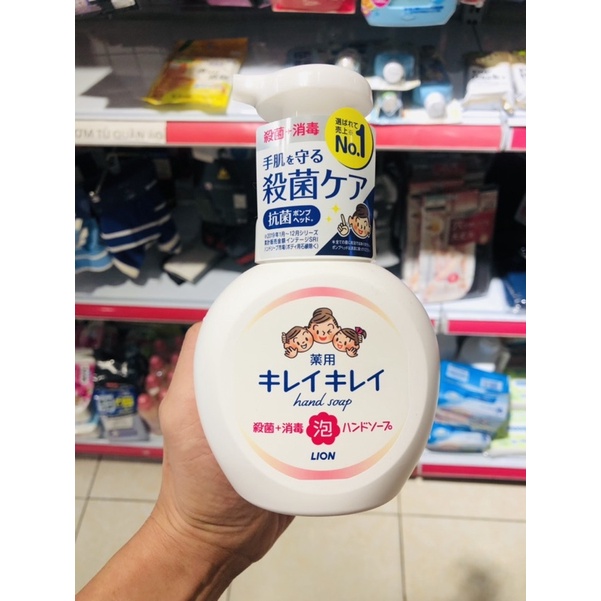 殺菌+消毒
手肌を守る
殺菌ケア
抗菌ポンプヘッド
選ばれて
売上
No.1
薬用
キレイキレイ
hand soap
殺菌+消毒 泡 ハンドソープ
LION